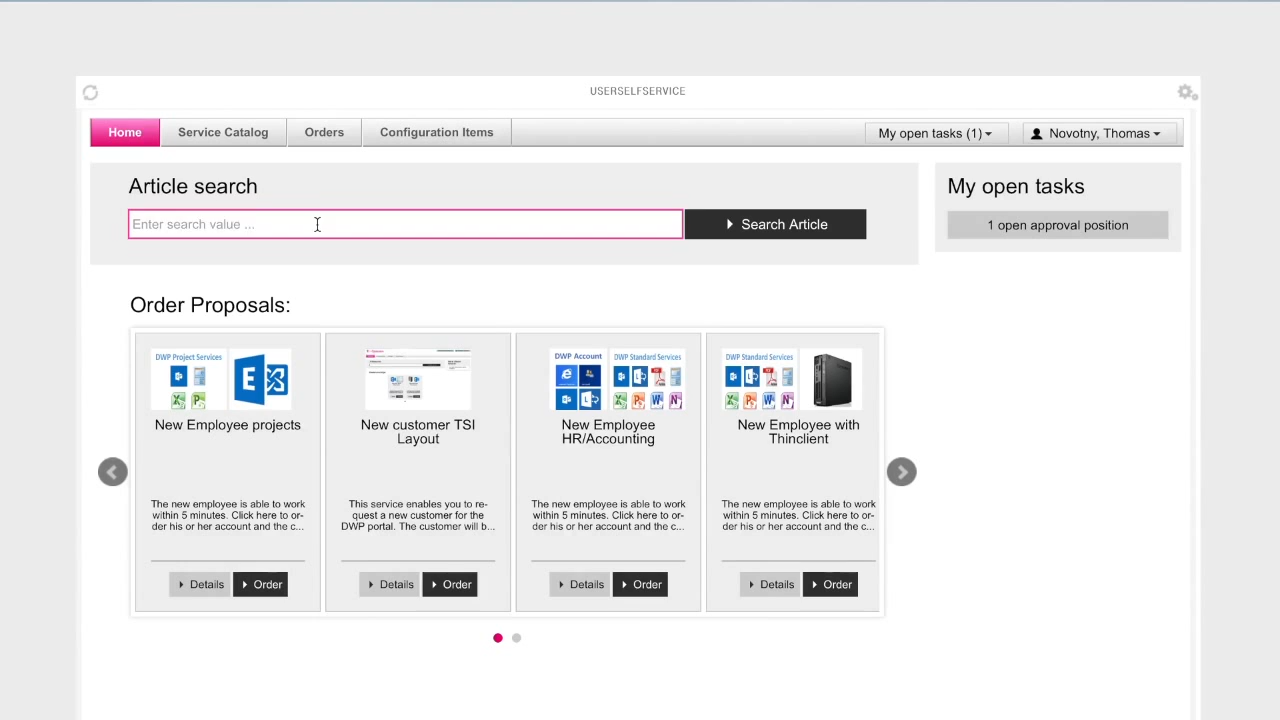 USERSELFSERVICE
Home
Service Catalog
Orders
Configuration Items
My open tasks (1)
Novotny, Thomas
Article search
Enter search value ...
Search Article
My open tasks
1 open approval position
Order Proposals:
DWP Project Services
New Employee projects
The new employee is able to work
within 5 minutes. Click here to or-
der his or her account and the c...
Details
Order
New customer TSI
Layout
This service enables you to re-
quest a new customer for the
DWP portal. The customer will b...
Details
Order
DWP Account
DWP Standard Services
New Employee
HR/Accounting
The new employee is able to work
within 5 minutes. Click here to or-
der his or her account and the c...
Details
Order
DWP Standard Services
New Employee with
Thinclient
The new employee is able to work
within 5 minutes. Click here to or-
der his or her account and the c...
Details
Order